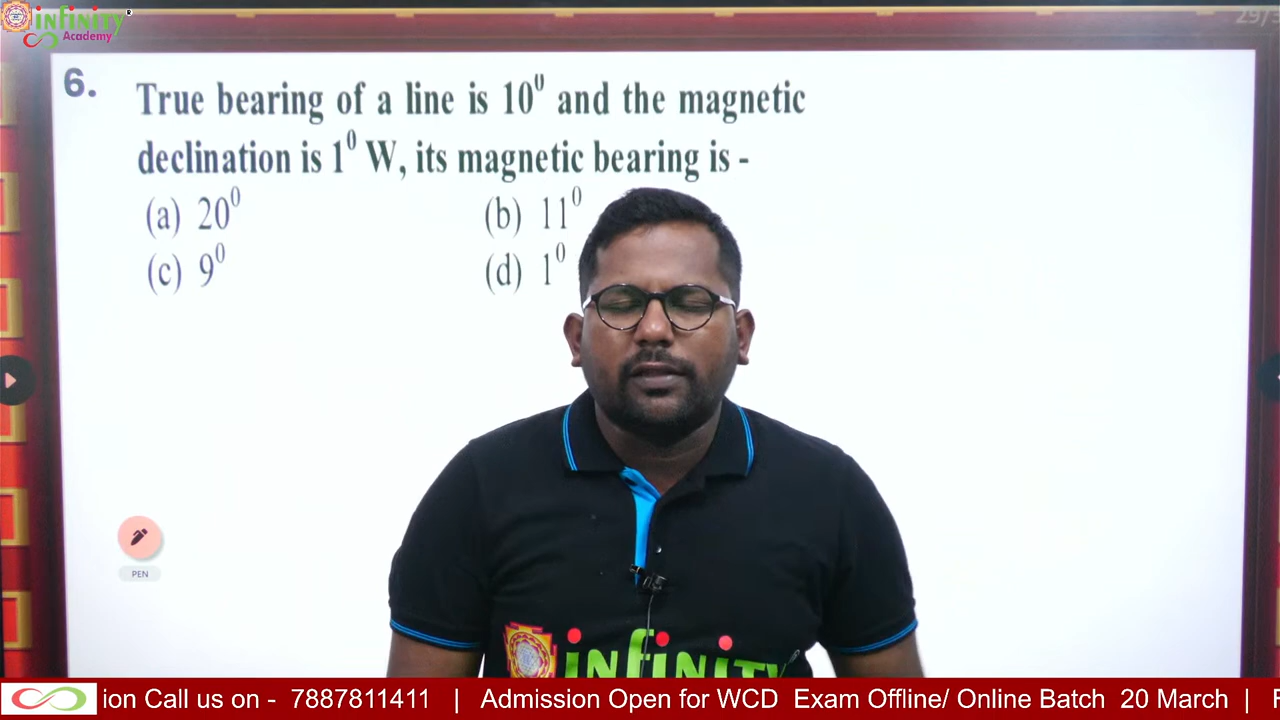 infinity®
Academy
29/
6.
True bearing of a line is 10⁰ and the magnetic
declination is 1⁰ W, its magnetic bearing is -
(a) 20⁰ (b) 11⁰
(c) 9⁰ (d) 1⁰
PEN
infinity
ion Call us on - 7887811411 | Admission Open for WCD Exam Offline/ Online Batch 20 March |